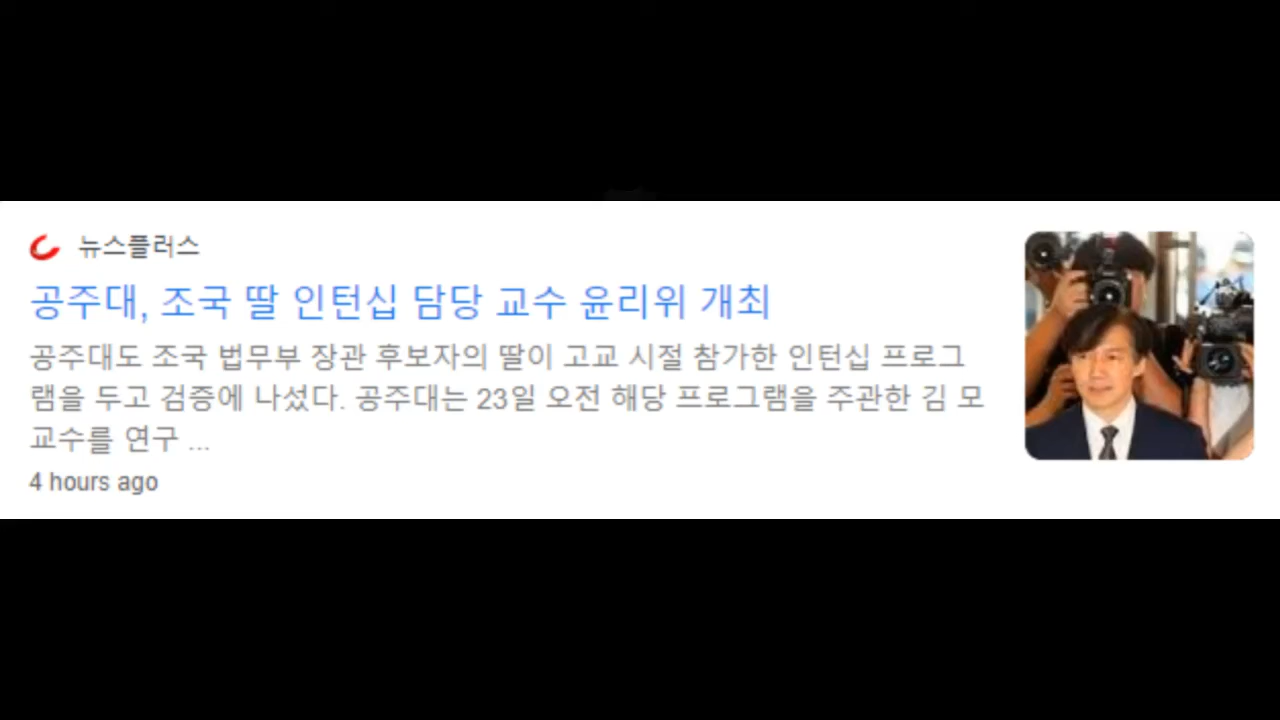 뉴스플러스
공주대, 조국 딸 인턴십 담당 교수 윤리위 개최
공주대도 조국 법무부 장관 후보자의 딸이 고교 시절 참가한 인턴십 프로그
램을 두고 검증에 나섰다. 공주대는 23일 오전 해당 프로그램을 주관한 김 모
교수를 연구 ...
4 hours ago